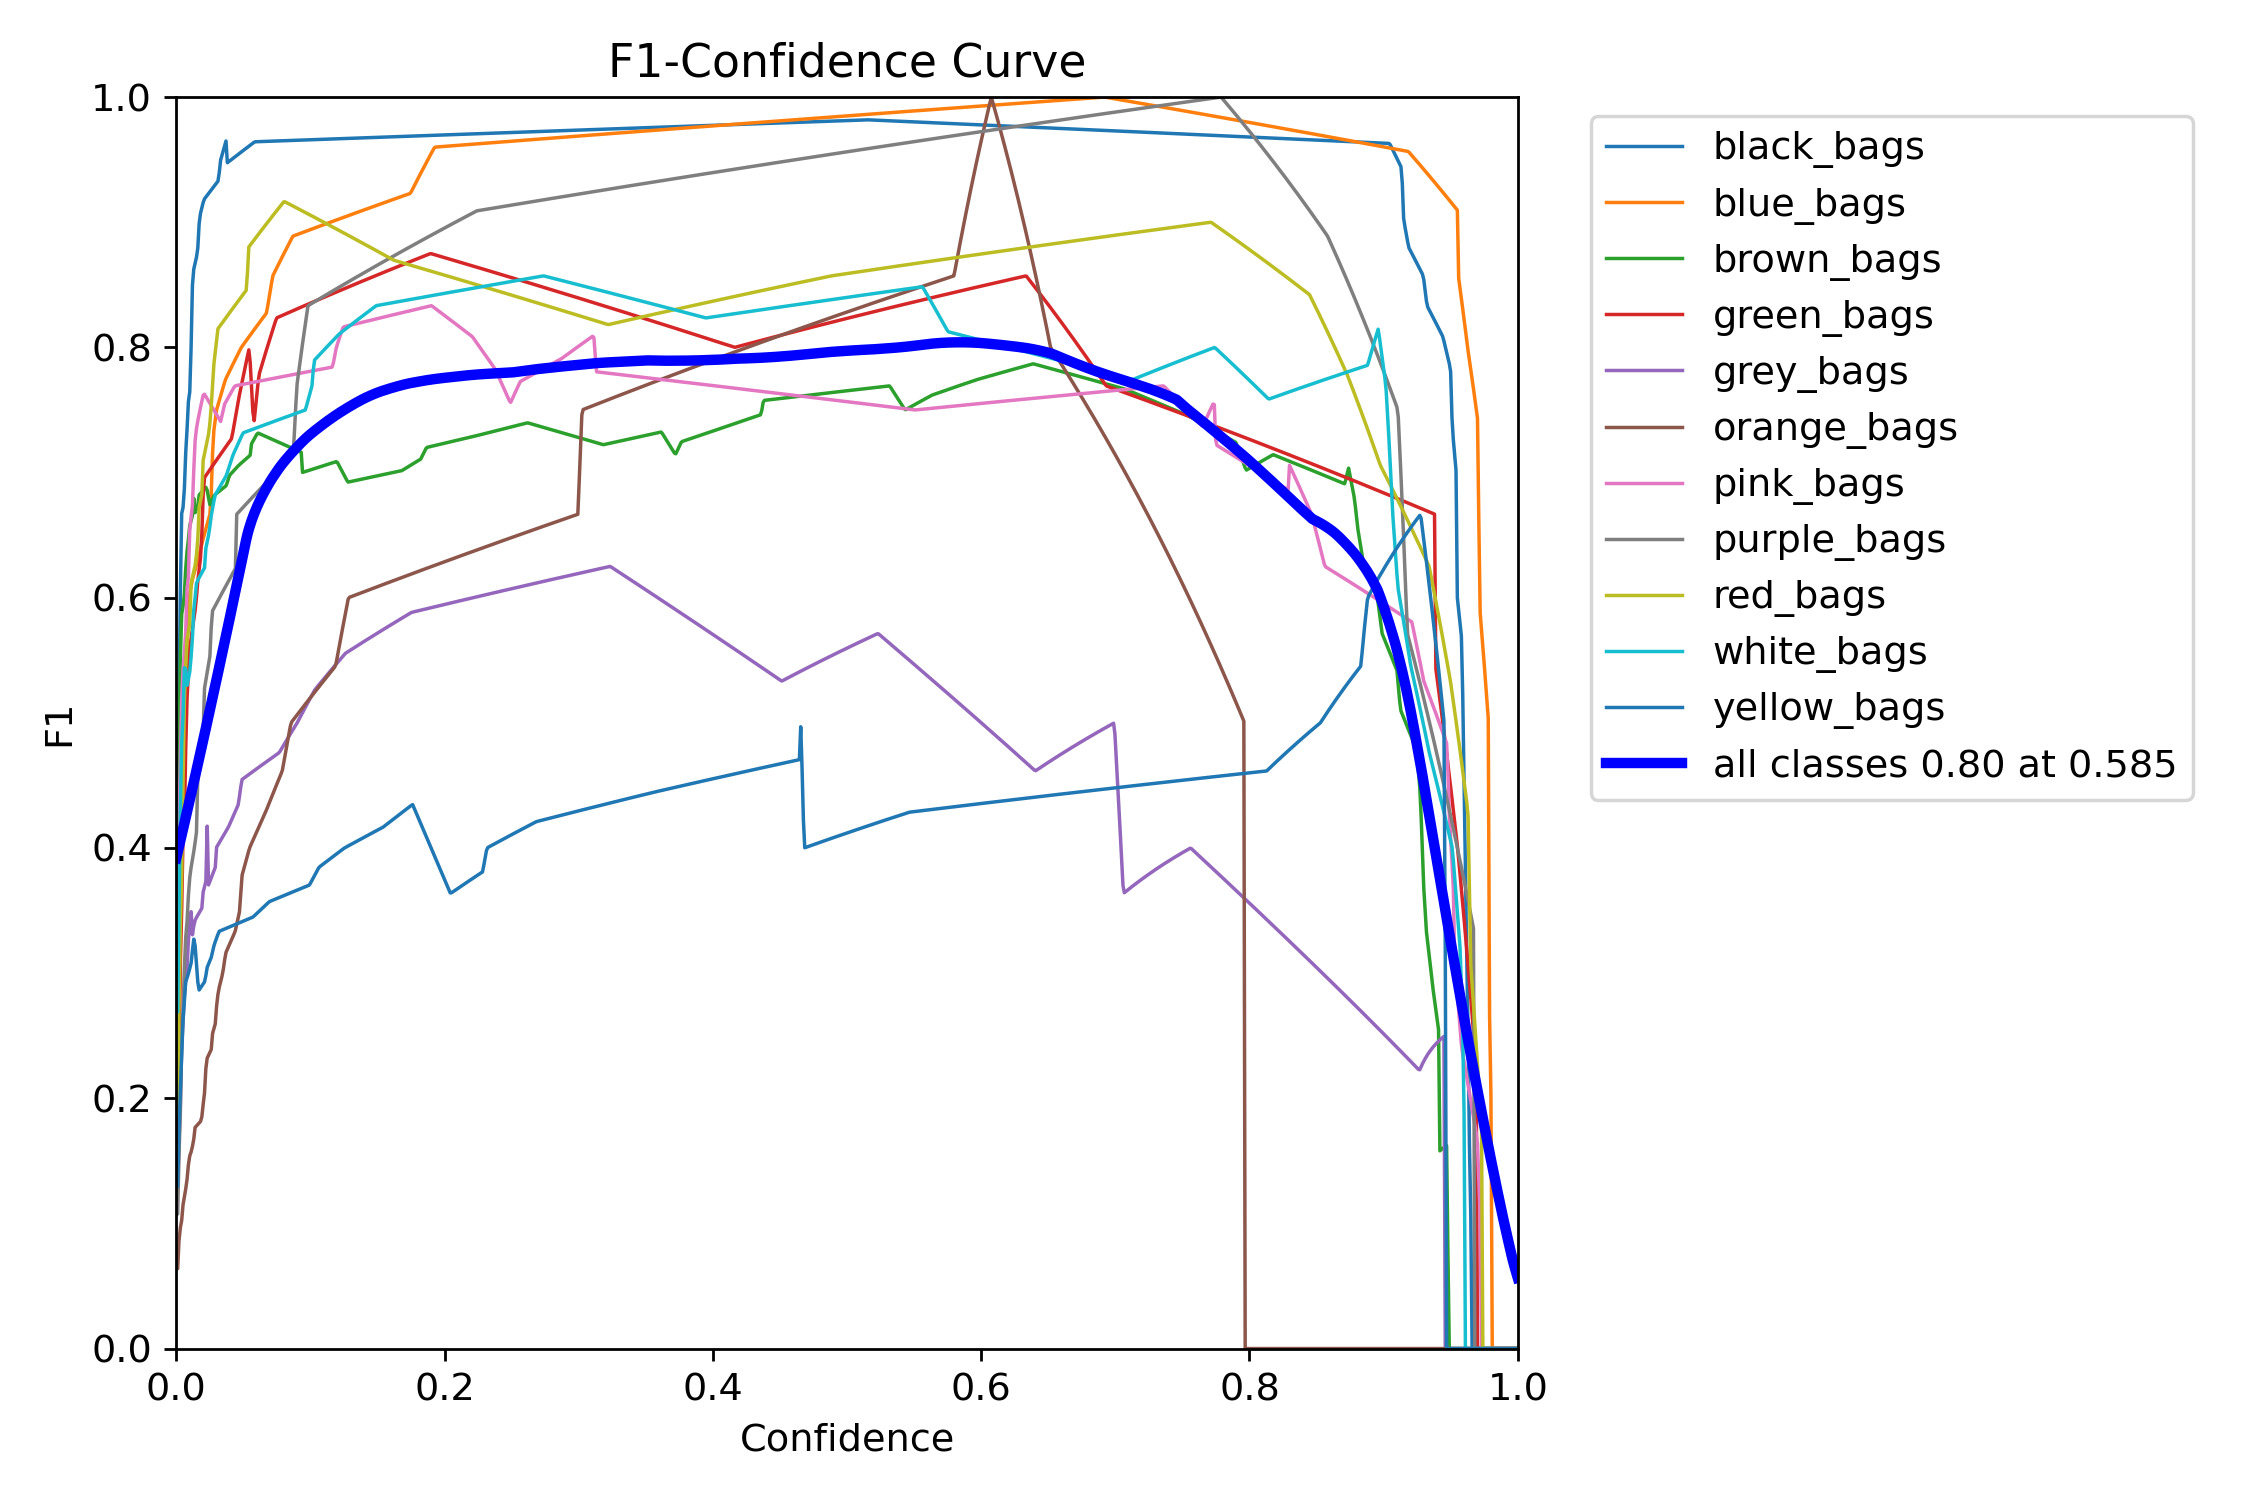 F1-Confidence Curve
1.0
0.8
0.6
0.4
0.2
0.0
F1
0.0 0.2 0.4 0.6 0.8 1.0
Confidence
black_bags
blue_bags
brown_bags
green_bags
grey_bags
orange_bags
pink_bags
purple_bags
red_bags
white_bags
yellow_bags
all classes 0.80 at 0.585